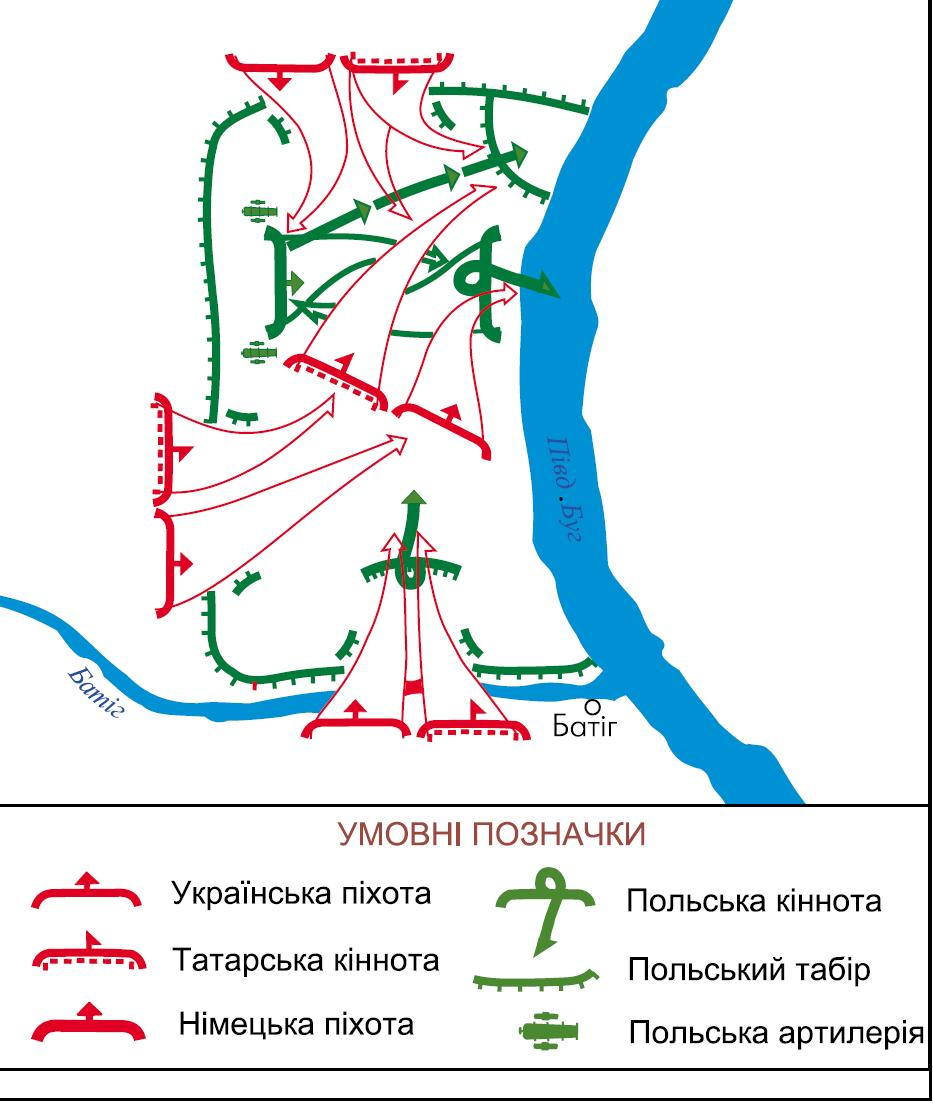 Півд.Буг
Батіг
Батіг
УМОВНІ ПОЗНАЧКИ
Українська піхота
Татарська кіннота
Німецька піхота
Польська кіннота
Польський табір
Польська артилерія